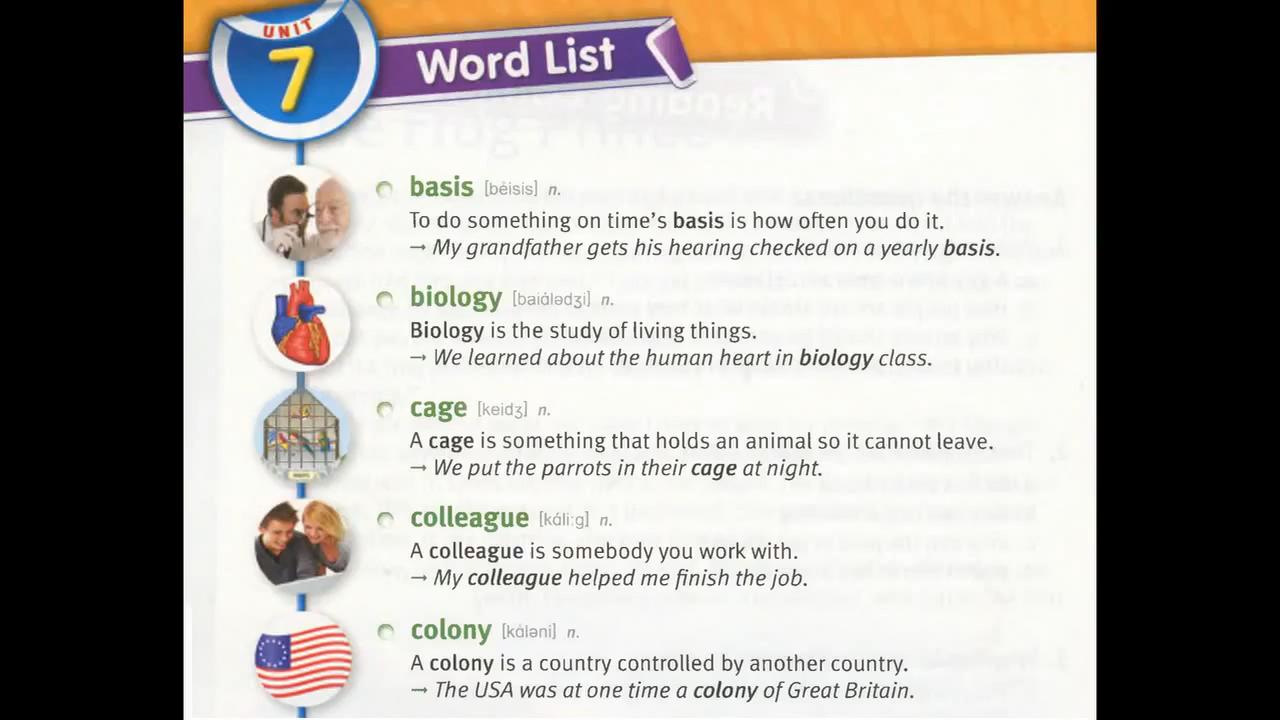 UNIT
7
Word List
basis [béisis] n.
To do something on time's basis is how often you do it.
→ My grandfather gets his hearing checked on a yearly basis.
biology [baiálədʒi] n.
Biology is the study of living things.
→ We learned about the human heart in biology class.
cage [keidʒ] n.
A cage is something that holds an animal so it cannot leave.
→ We put the parrots in their cage at night.
colleague [káli:g] n.
A colleague is somebody you work with.
→ My colleague helped me finish the job.
colony [káləni] n.
A colony is a country controlled by another country.
→ The USA was at one time a colony of Great Britain.